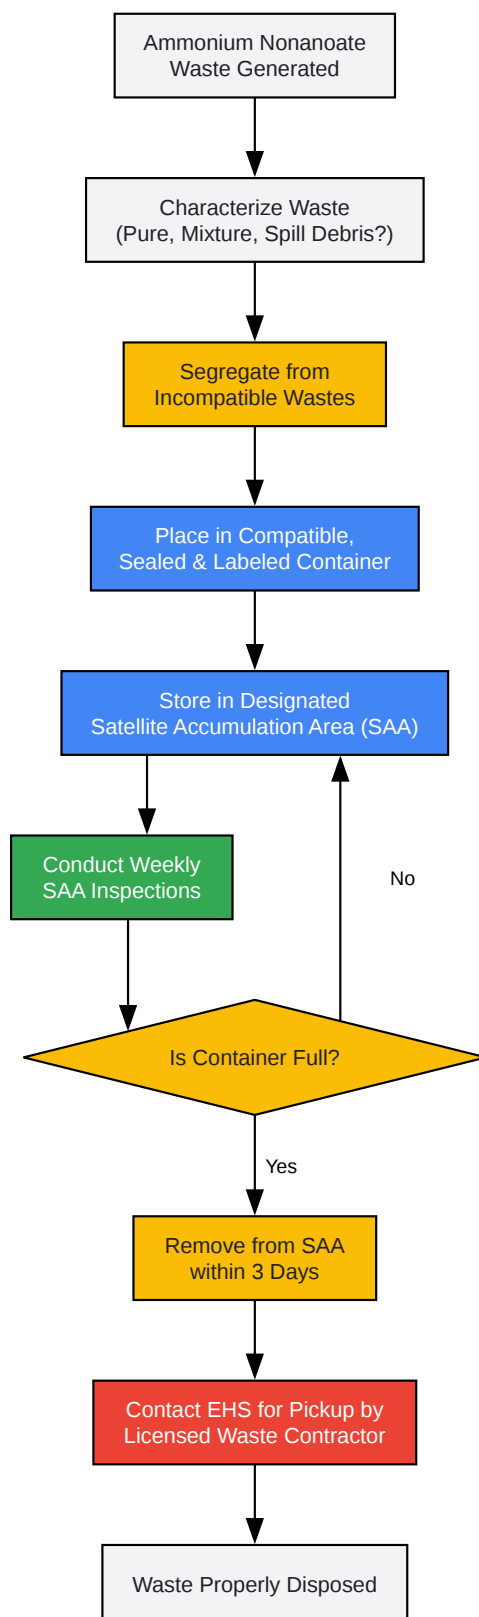 Ammonium Nonanoate
Waste Generated
Characterize Waste
(Pure, Mixture, Spill Debris?)
Segregate from
Incompatible Wastes
Place in Compatible,
Sealed & Labeled Container
Store in Designated
Satellite Accumulation Area (SAA)
Conduct Weekly
SAA Inspections
No
Is Container Full?
Yes
Remove from SAA
within 3 Days
Contact EHS for Pickup by
Licensed Waste Contractor
Waste Properly Disposed